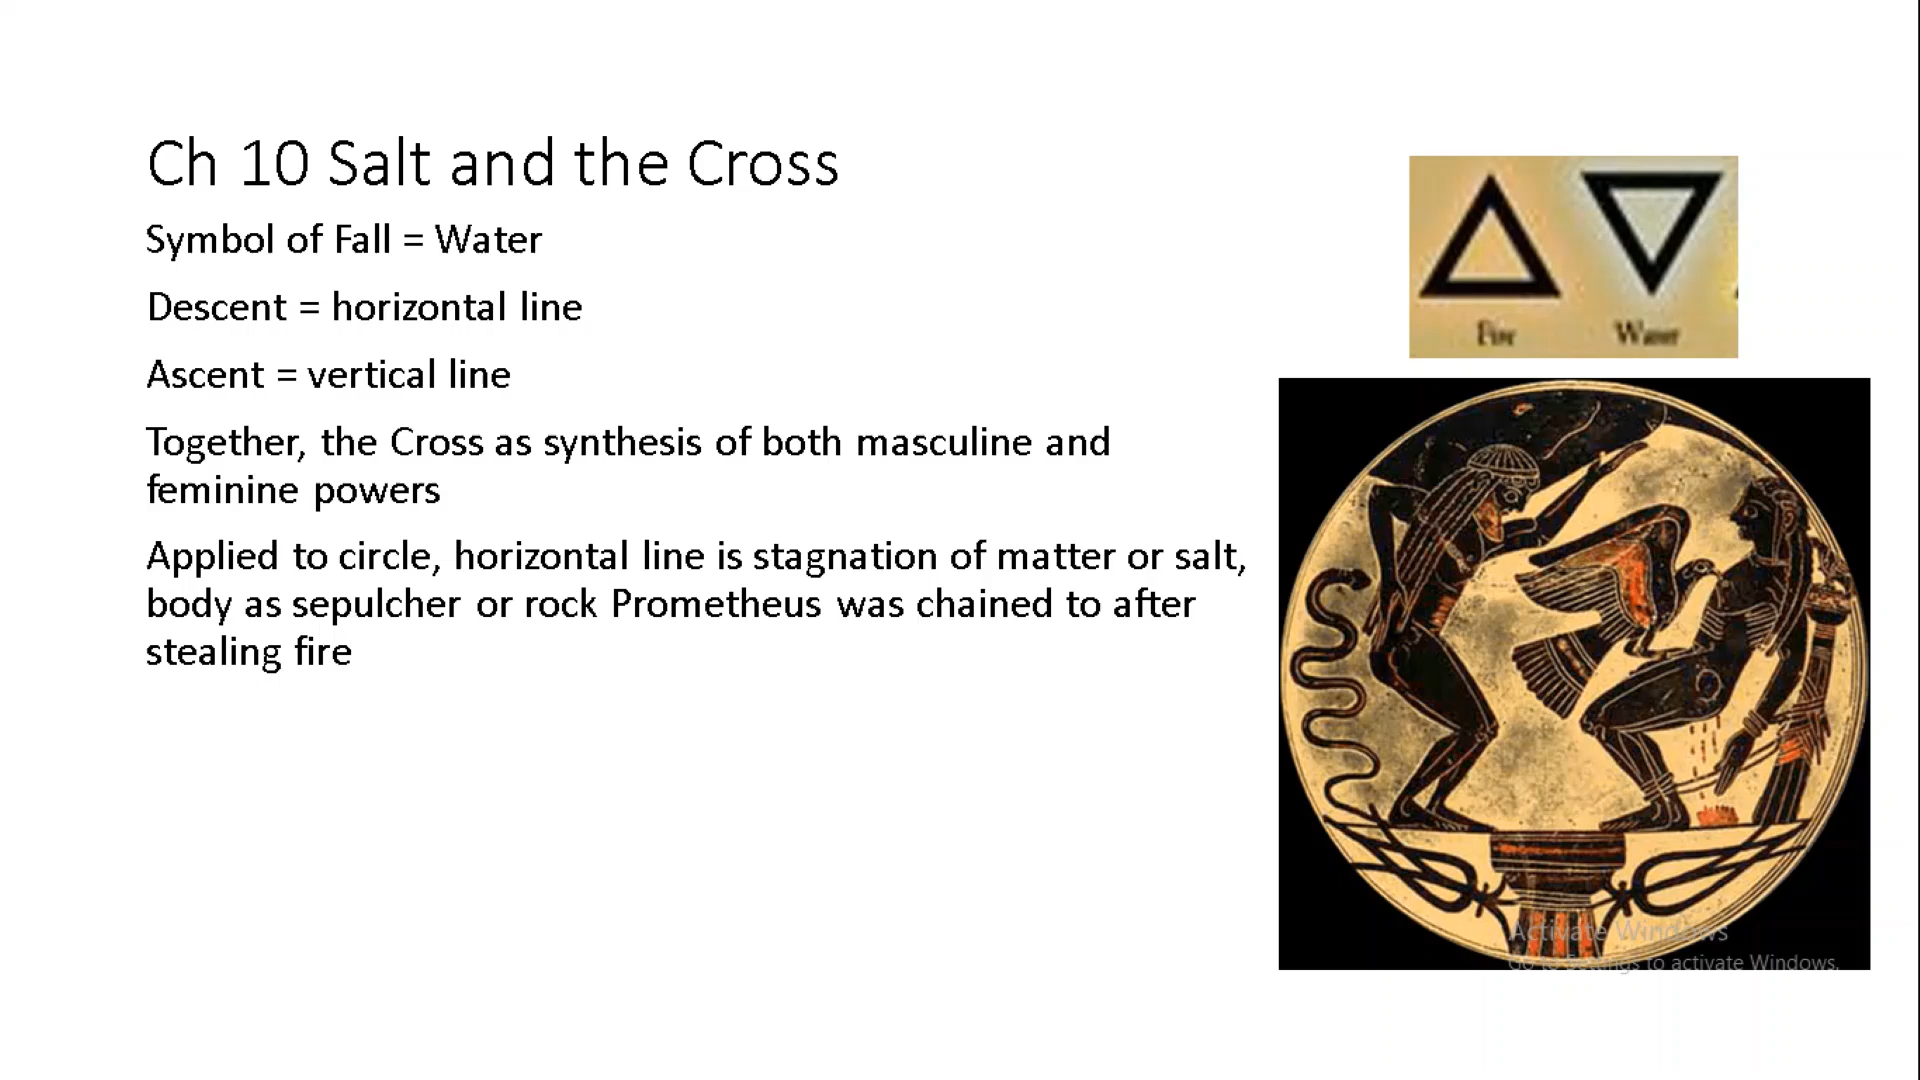 Ch 10 Salt and the Cross
Symbol of Fall = Water
Descent = horizontal line
Ascent = vertical line
Together, the Cross as synthesis of both masculine and
feminine powers
Applied to circle, horizontal line is stagnation of matter or salt,
body as sepulcher or rock Prometheus was chained to after
stealing fire
Fire Water
Activate Windows
Go to Settings to activate Windows.